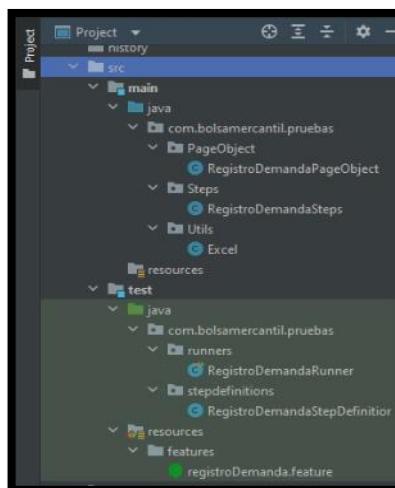 Project
Project
history
src
main
java
com.bolsamercantil.pruebas
PageObject
RegistroDemandaPageObject
Steps
RegistroDemandaSteps
Utils
Excel
resources
test
java
com.bolsamercantil.pruebas
runners
RegistroDemandaRunner
stepdefinitions
RegistroDemandaStepDefinitior
resources
features
registroDemanda.feature